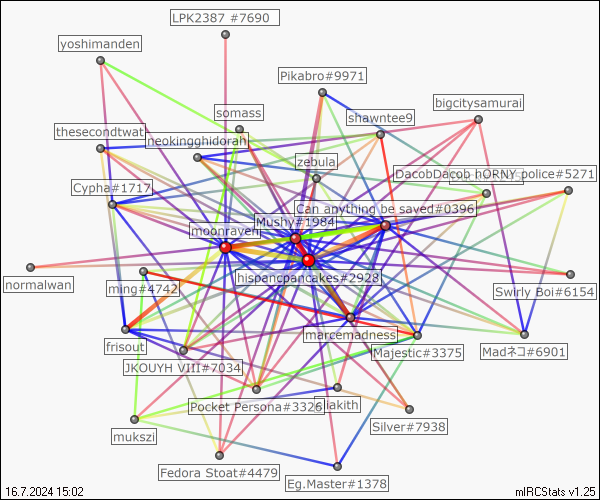 LPK2387 #7690
yoshimanden
Pikabro#9971
bigcitysamurai
somass
shawntee9
thesecondtwat
neokingghidorah
zebula
DacobDacob
hORNY police#5271
Cypha#1717
Can anything be saved#0396
Mushy#1984
moonrayeh
normalwan
hispancpancakes#2928
ming#4742
Swirly Boi#6154
marcemadness
frisout
Majestic#3375
Madネコ#6901
JKOUYH VIII#7034
Pocket Persona#3326
Silver#7938
mukszi
Fedora Stoat#4479
Eg.Master#1378
16.7.2024 15:02
mIRCStats v1.25